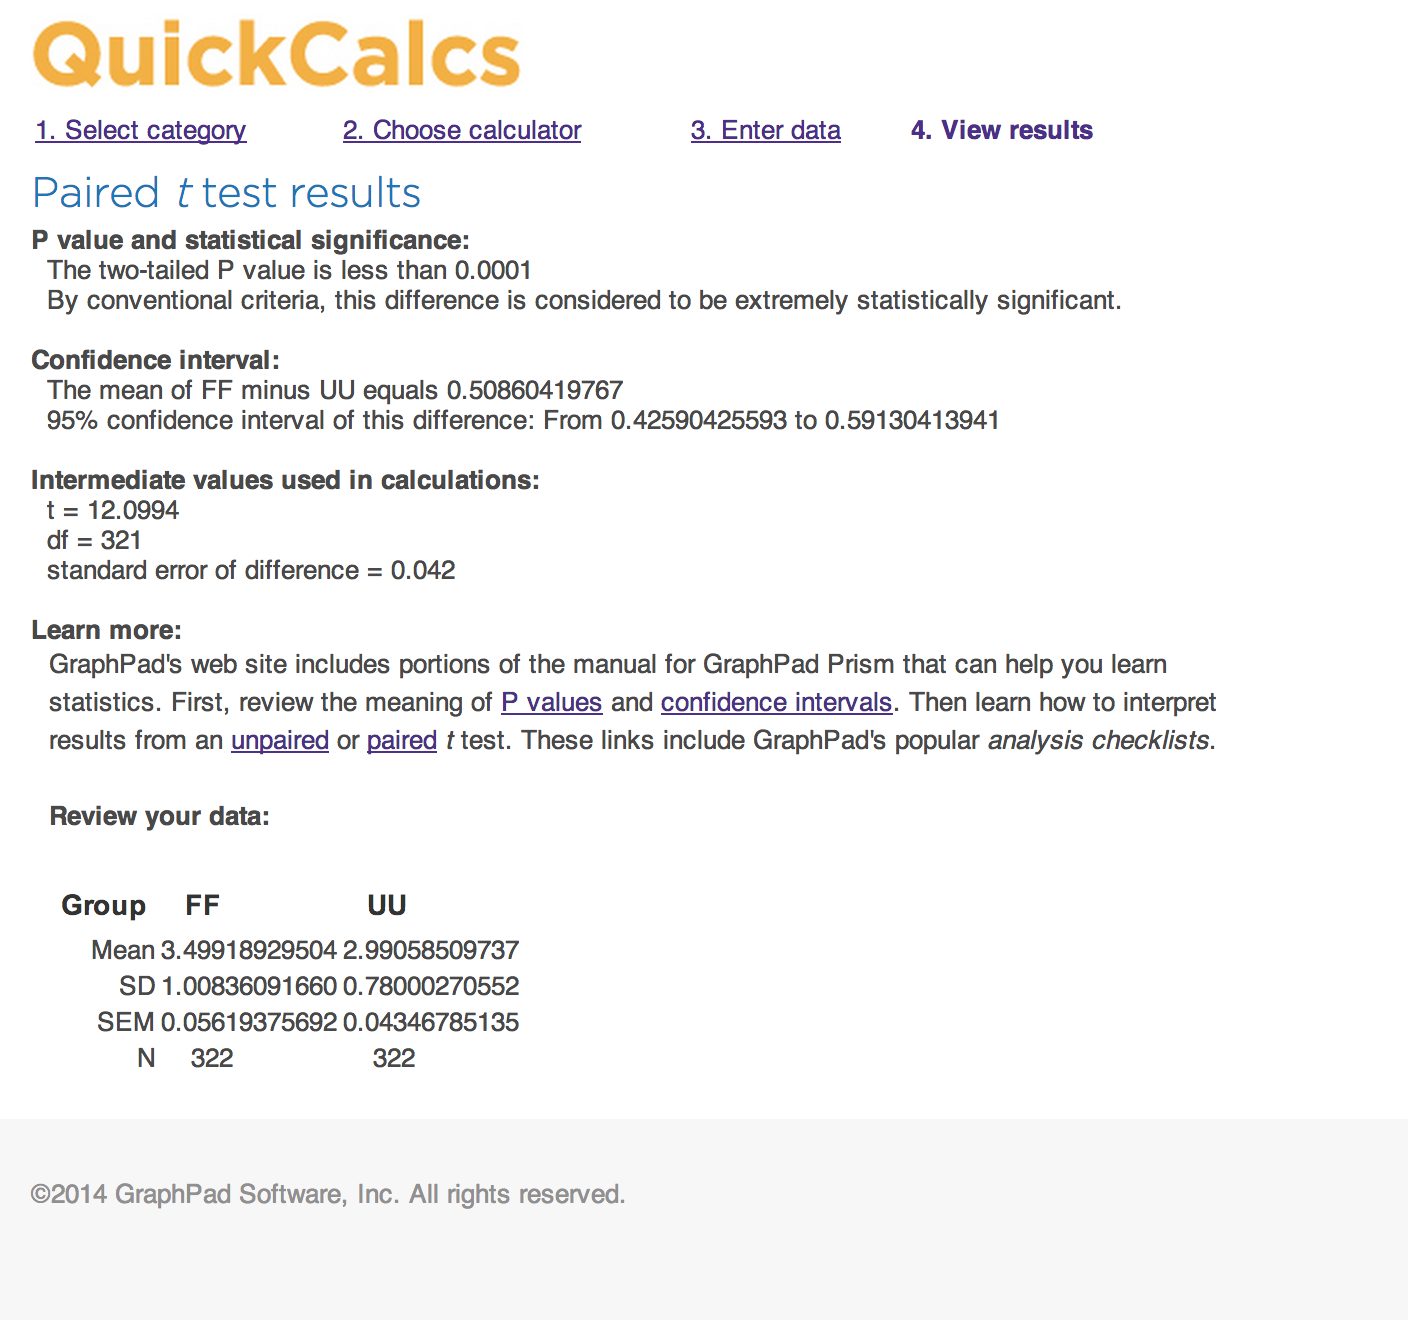 QuickCalcs
1. Select category 2. Choose calculator 3. Enter data 4. View results
Paired t test results
P value and statistical significance:
The two-tailed P value is less than 0.0001
By conventional criteria, this difference is considered to be extremely statistically significant.
Confidence interval:
The mean of FF minus UU equals 0.50860419767
95% confidence interval of this difference: From 0.42590425593 to 0.59130413941
Intermediate values used in calculations:
t = 12.0994
df = 321
standard error of difference = 0.042
Learn more:
GraphPad's web site includes portions of the manual for GraphPad Prism that can help you learn
statistics. First, review the meaning of P values and confidence intervals. Then learn how to interpret
results from an unpaired or paired t test. These links include GraphPad's popular analysis checklists.
Review your data:
Group FF UU
Mean 3.49918929504 2.99058509737
SD 1.00836091660 0.78000270552
SEM 0.05619375692 0.04346785135
N 322 322
©2014 GraphPad Software, Inc. All rights reserved.